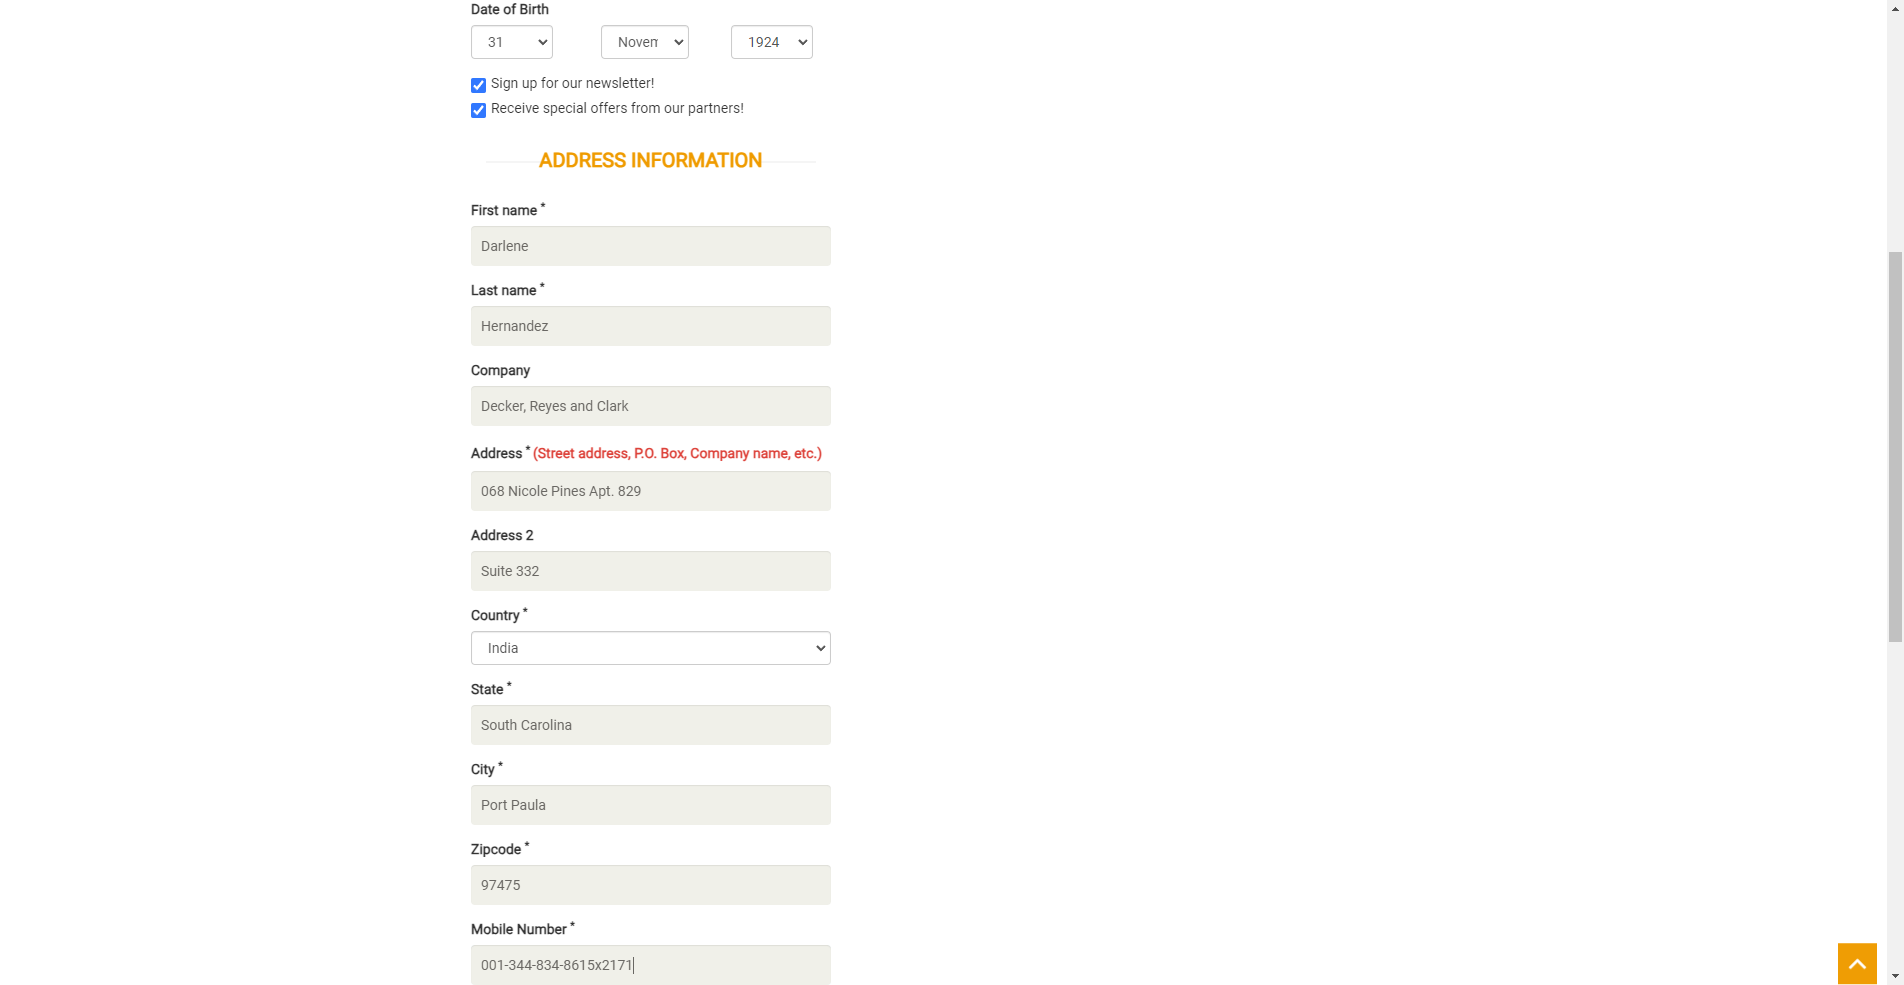 Date of Birth
31 Novem 1924
Sign up for our newsletter!
Receive special offers from our partners!
ADDRESS INFORMATION
First name *
Darlene
Last name *
Hernandez
Company
Decker, Reyes and Clark
Address * (Street address, P.O. Box, Company name, etc.)
068 Nicole Pines Apt. 829
Address 2
Suite 332
Country *
India
State *
South Carolina
City *
Port Paula
Zipcode *
97475
Mobile Number *
001-344-834-8615x2171